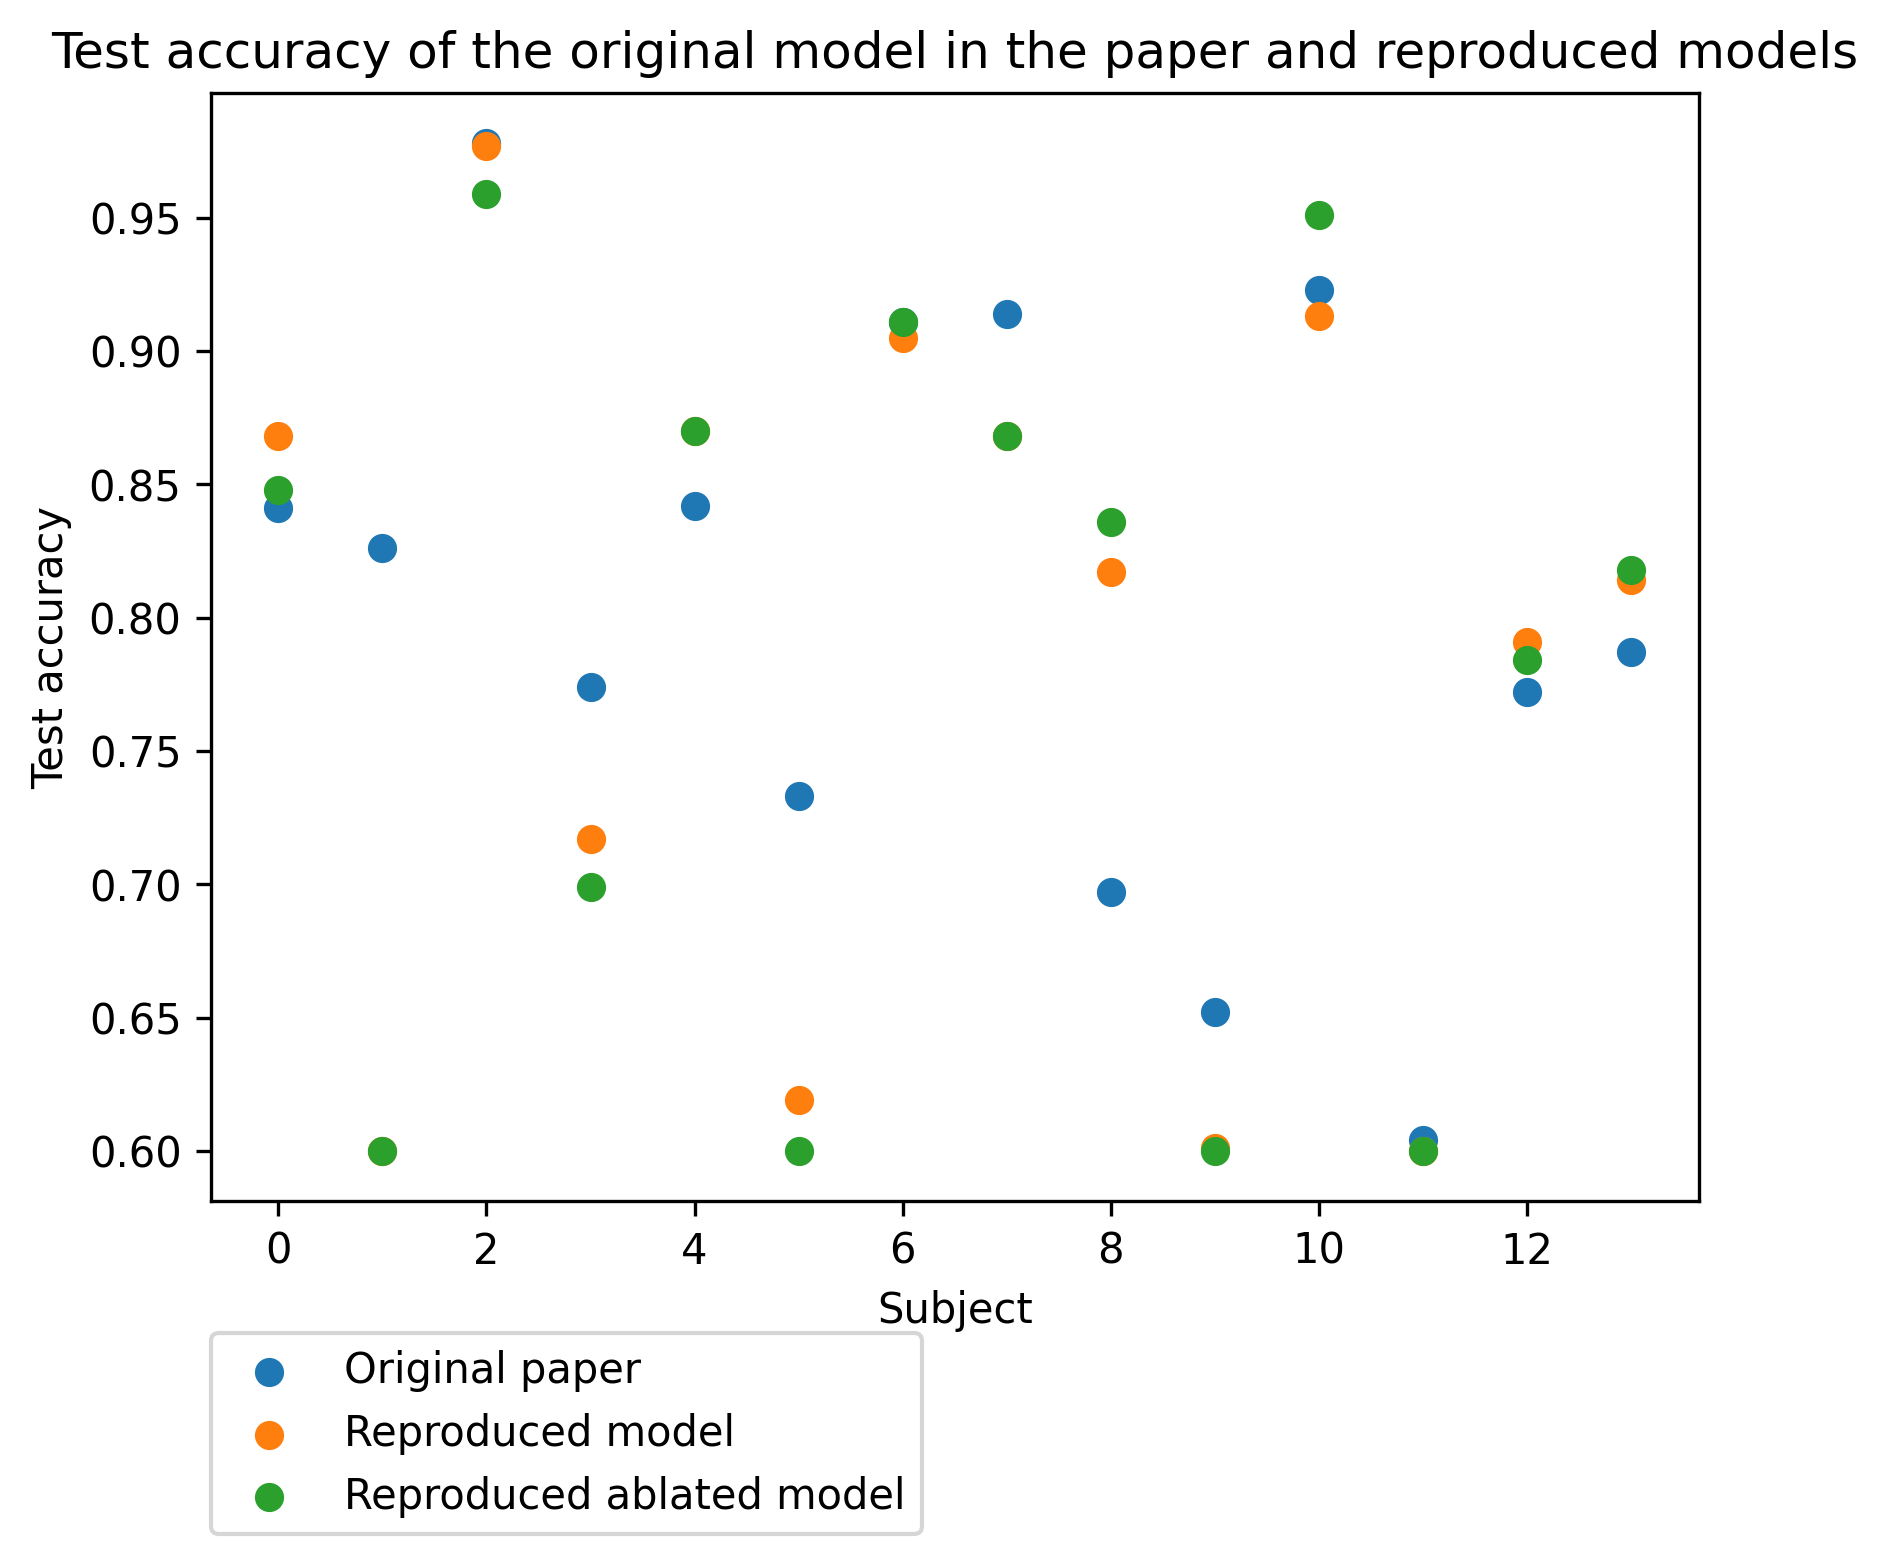 Test accuracy of the original model in the paper and reproduced models
0.95
0.90
0.85
0.80
0.75
0.70
0.65
0.60
Test accuracy
0 2 4 6 8 10 12
Subject
Original paper
Reproduced model
Reproduced ablated model